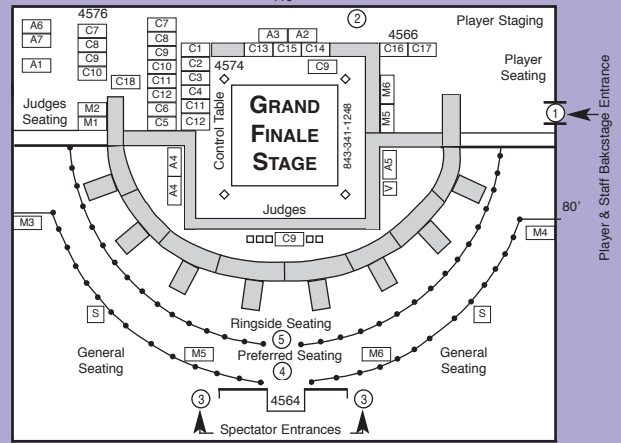 4576
2
Player Staging
A6
A7
A1
C7
C8
C9
C10
C18
C7
C8
C9
C10
C11
C12
C6
C5
C1
C2
C3
C4
C11
C12
A3 A2
C13 C15 C14
4566
C16 C17
4574
C9
Player
Seating
Judges
Seating
M2
M1
Control Table
GRAND
FINALE
STAGE
843-341-1248
M6
M5
1
Player & Staff Bakcstage Entrance
A4
A4
A5
V
Judges
C9
M3
80'
M4
S
S
Ringside Seating
5
General
Seating
M5
Preferred Seating
M6
General
Seating
4
3
4564
3
Spectator Entrances